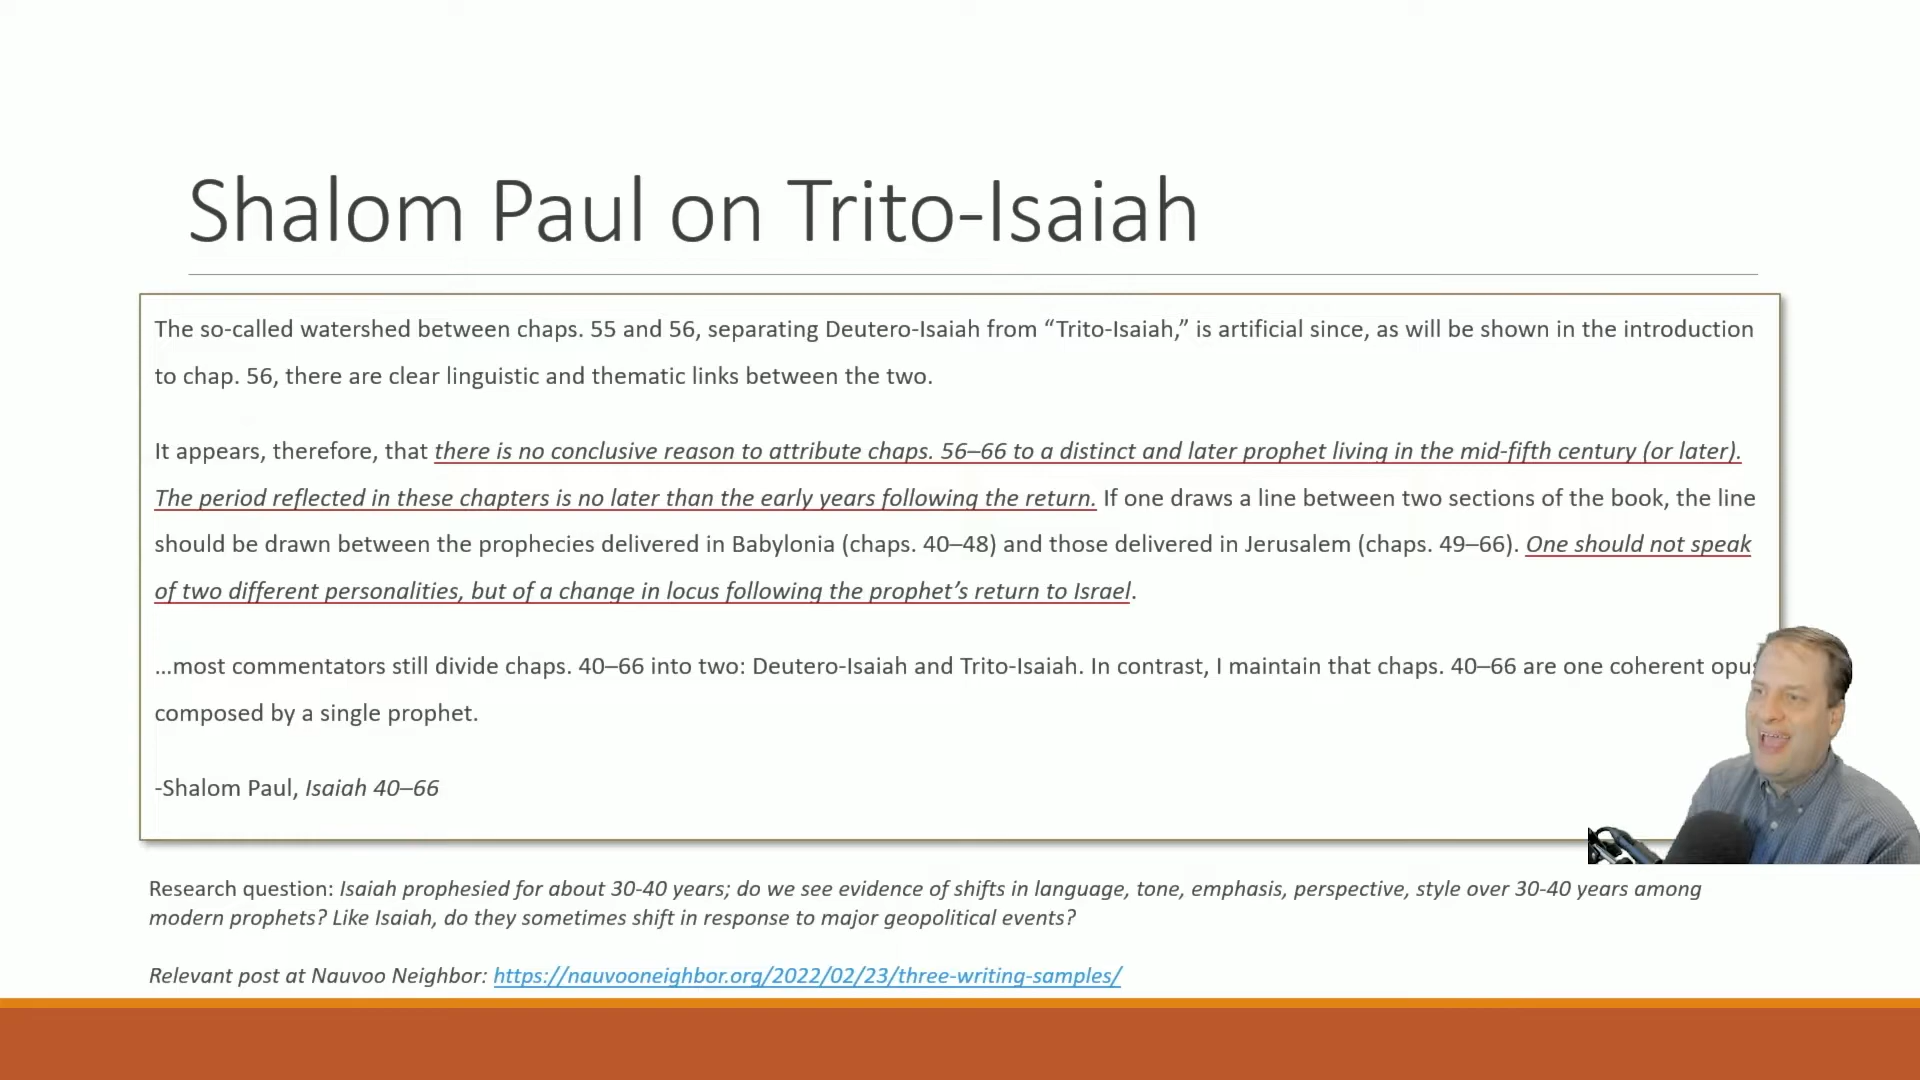 Shalom Paul on Trito-Isaiah
The so-called watershed between chaps. 55 and 56, separating Deutero-Isaiah from “Trito-Isaiah,” is artificial since, as will be shown in the introduction
to chap. 56, there are clear linguistic and thematic links between the two.
It appears, therefore, that there is no conclusive reason to attribute chaps. 56–66 to a distinct and later prophet living in the mid-fifth century (or later).
The period reflected in these chapters is no later than the early years following the return. If one draws a line between two sections of the book, the line
should be drawn between the prophecies delivered in Babylonia (chaps. 40–48) and those delivered in Jerusalem (chaps. 49–66). One should not speak
of two different personalities, but of a change in locus following the prophet’s return to Israel.
…most commentators still divide chaps. 40–66 into two: Deutero-Isaiah and Trito-Isaiah. In contrast, I maintain that chaps. 40–66 are one coherent opus
composed by a single prophet.
-Shalom Paul, Isaiah 40–66
Research question: Isaiah prophesied for about 30-40 years; do we see evidence of shifts in language, tone, emphasis, perspective, style over 30-40 years among
modern prophets? Like Isaiah, do they sometimes shift in response to major geopolitical events?
Relevant post at Nauvoo Neighbor: https://nauvooneighbor.org/2022/02/23/three-writing-samples/